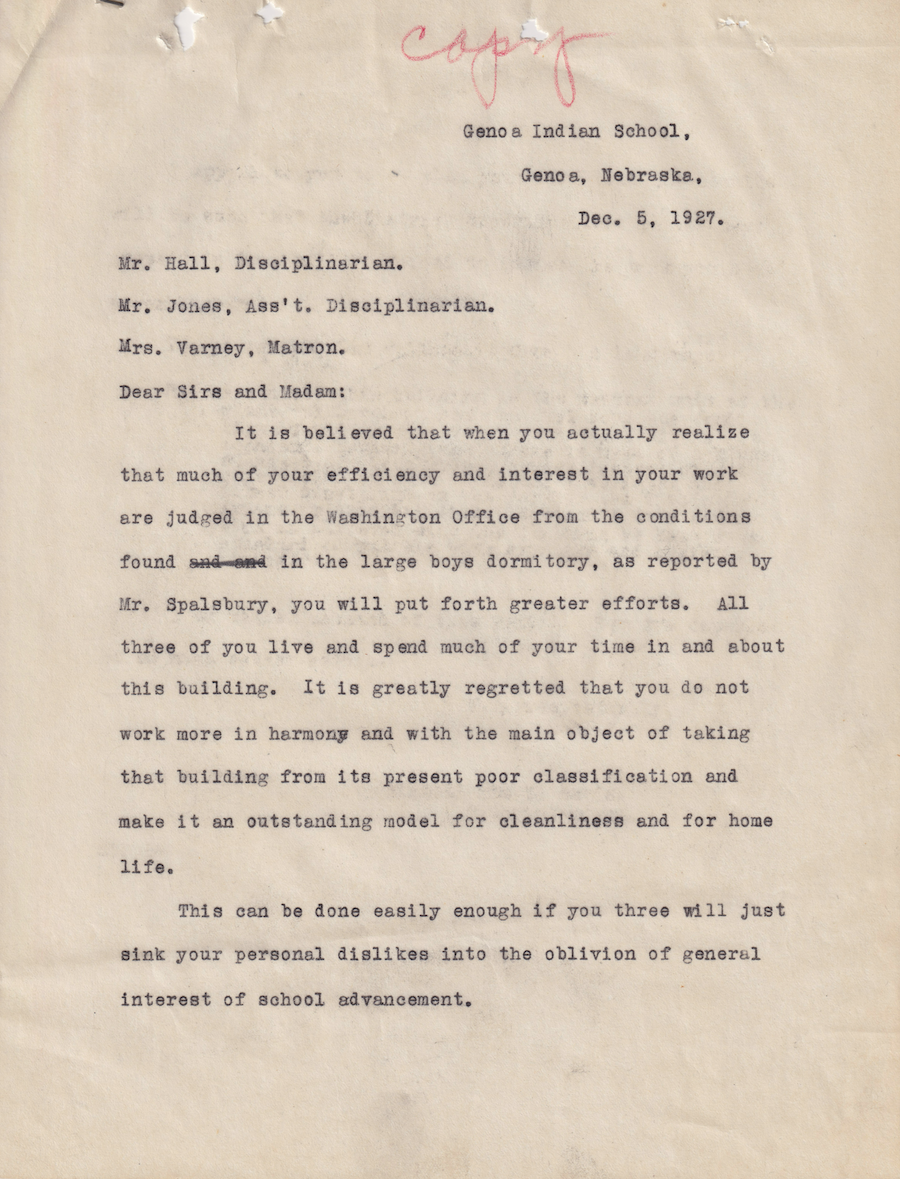 copy
Genoa Indian School,
Genoa, Nebraska,
Dec. 5, 1927.
Mr. Hall, Disciplinarian.
Mr. Jones, Ass't. Disciplinarian.
Mrs. Varney, Matron.
Dear Sirs and Madam:
It is believed that when you actually realize
that much of your efficiency and interest in your work
are judged in the Washington Office from the conditions
found and and in the large boys dormitory, as reported by
Mr. Spalsbury, you will put forth greater efforts. All
three of you live and spend much of your time in and about
this building. It is greatly regretted that you do not
work more in harmony and with the main object of taking
that building from its present poor classification and
make it an outstanding model for cleanliness and for home
life.
This can be done easily enough if you three will just
sink your personal dislikes into the oblivion of general
interest of school advancement.